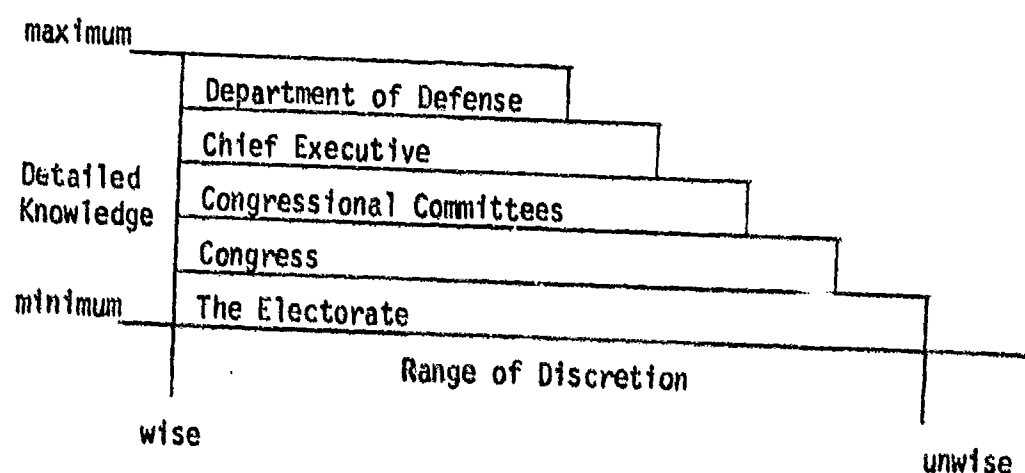 maximum
Department of Defense
Chief Executive
Detailed
Knowledge
Congressional Committees
Congress
minimum
The Electorate
Range of Discretion
wise
unwise